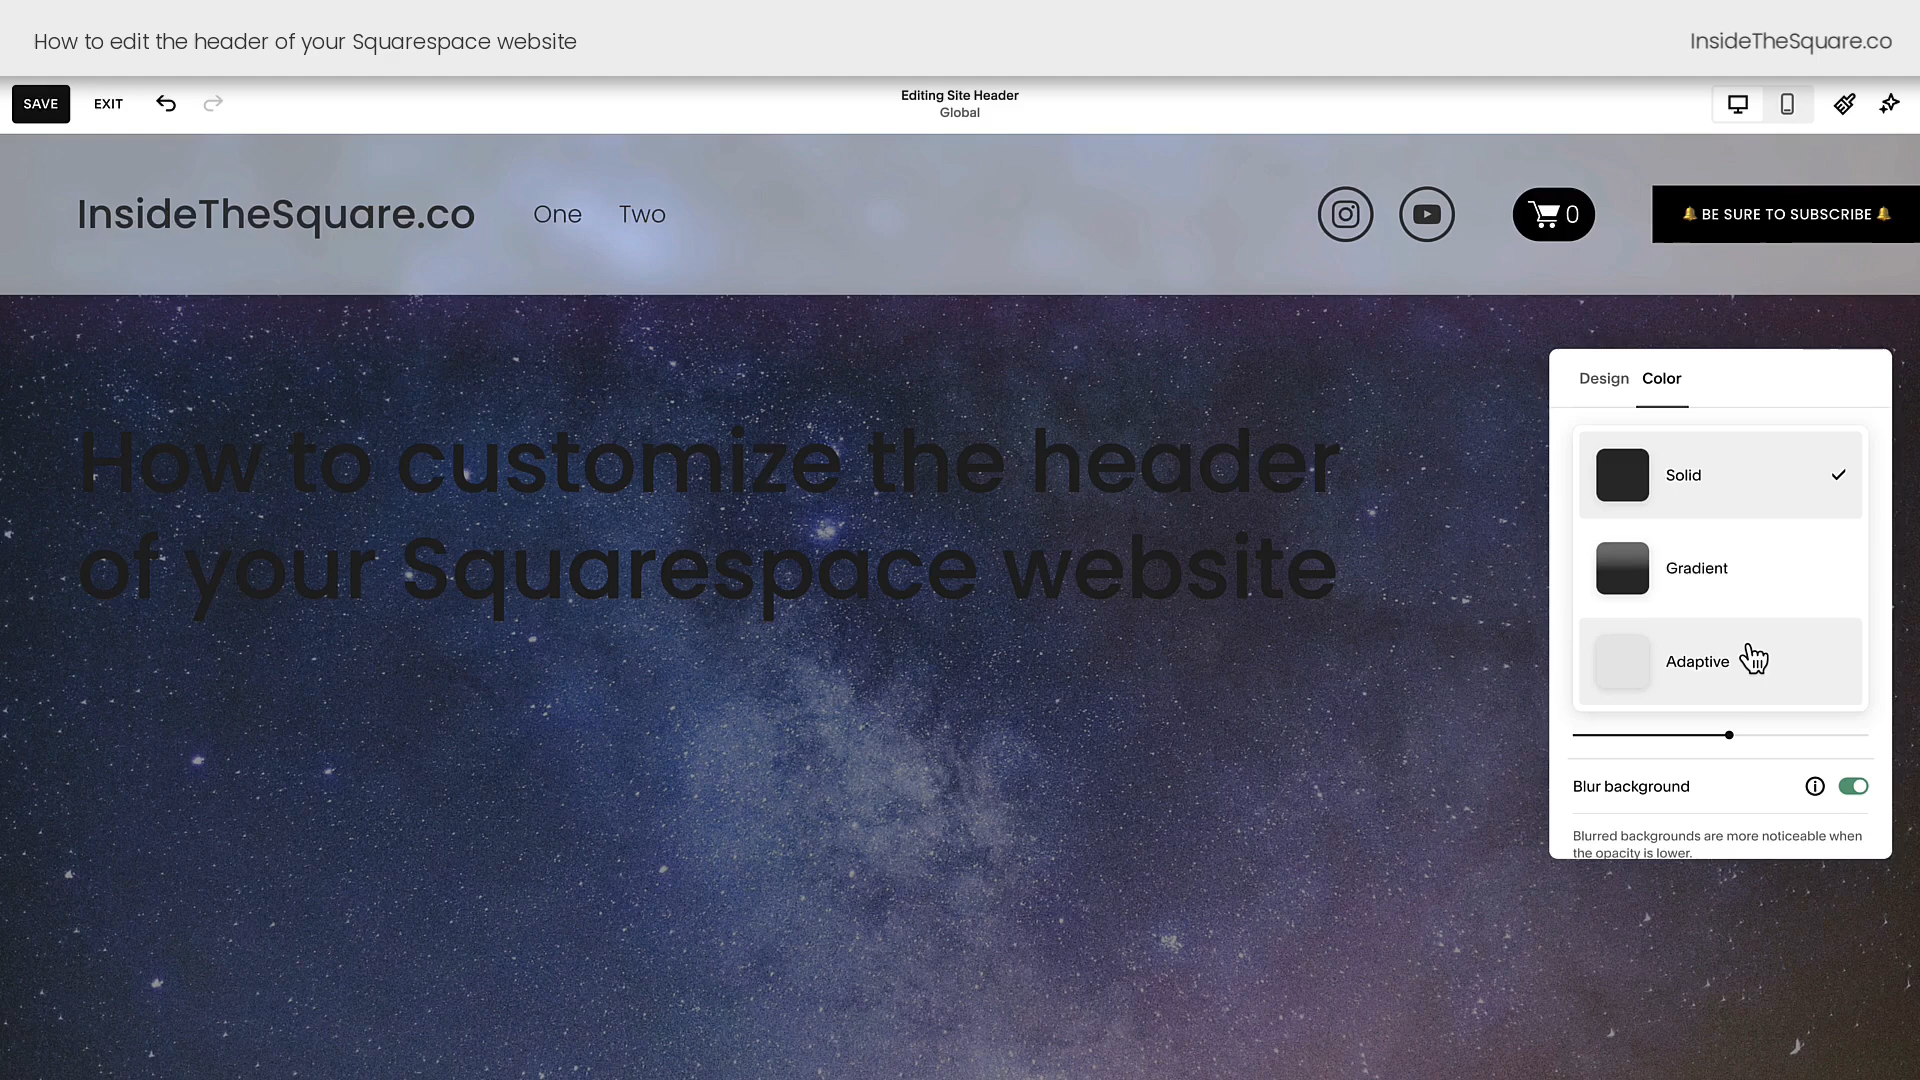 How to edit the header of your Squarespace website
InsideTheSquare.co
SAVE
EXIT
Editing Site Header
Global
InsideTheSquare.co
One
Two
0
🔔 BE SURE TO SUBSCRIBE 🔔
How to customize the header
of your Squarespace website
Design
Color
Solid
Gradient
Adaptive
Blur background
Blurred backgrounds are more noticeable when
the opacity is lower.